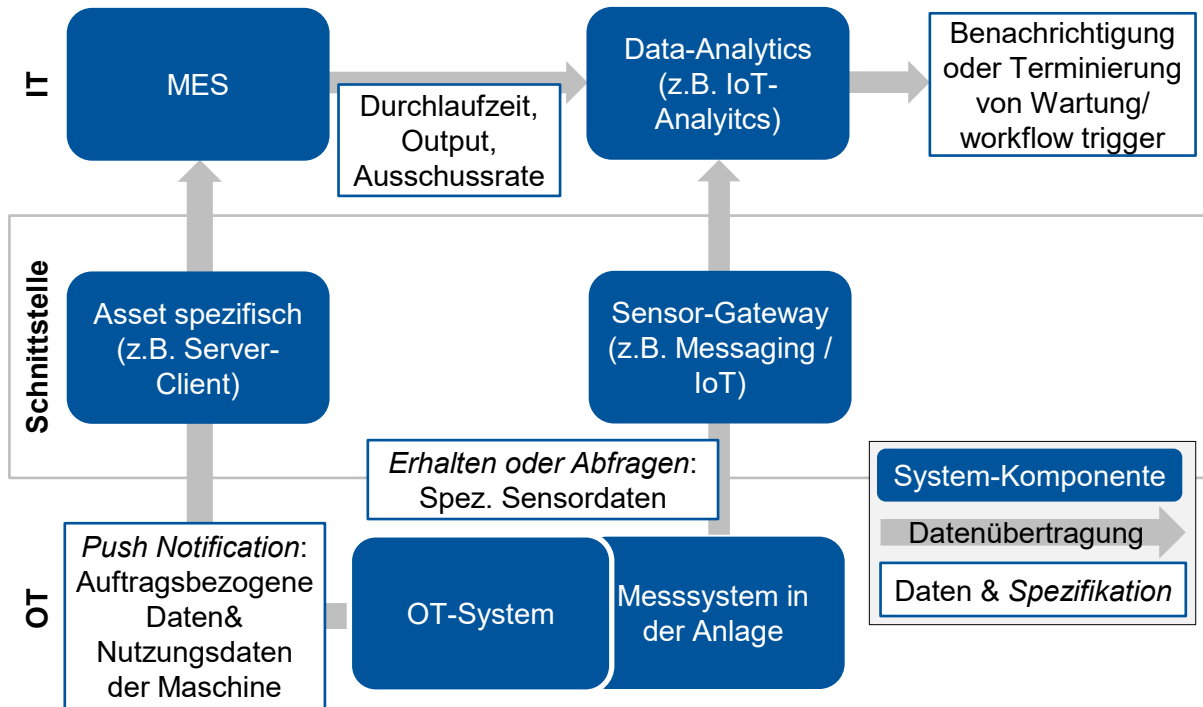 IT
MES
Durchlaufzeit,
Output,
Ausschussrate
Data-Analytics
(z.B. IoT-
Analyitcs)
Benachrichtigung
oder Terminierung
von Wartung/
workflow trigger
Schnittstelle
Asset spezifisch
(z.B. Server-
Client)
Sensor-Gateway
(z.B. Messaging /
IoT)
Erhalten oder Abfragen:
Spez. Sensordaten
OT
Push Notification:
Auftragsbezogene
Daten&
Nutzungsdaten
der Maschine
OT-System
Messsystem in
der Anlage
System-Komponente
Datenübertragung
Daten & Spezifikation